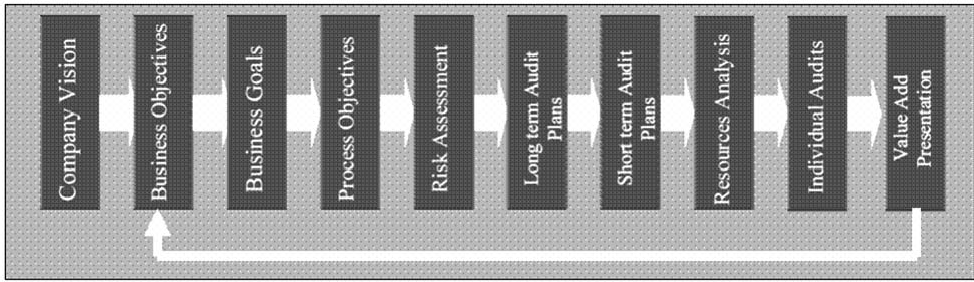 Company Vision
Business Objectives
Business Goals
Process Objectives
Risk Assessment
Long term Audit
Plans
Short term Audit
Plans
Resources Analysis
Individual Audits
Value Add
Presentation